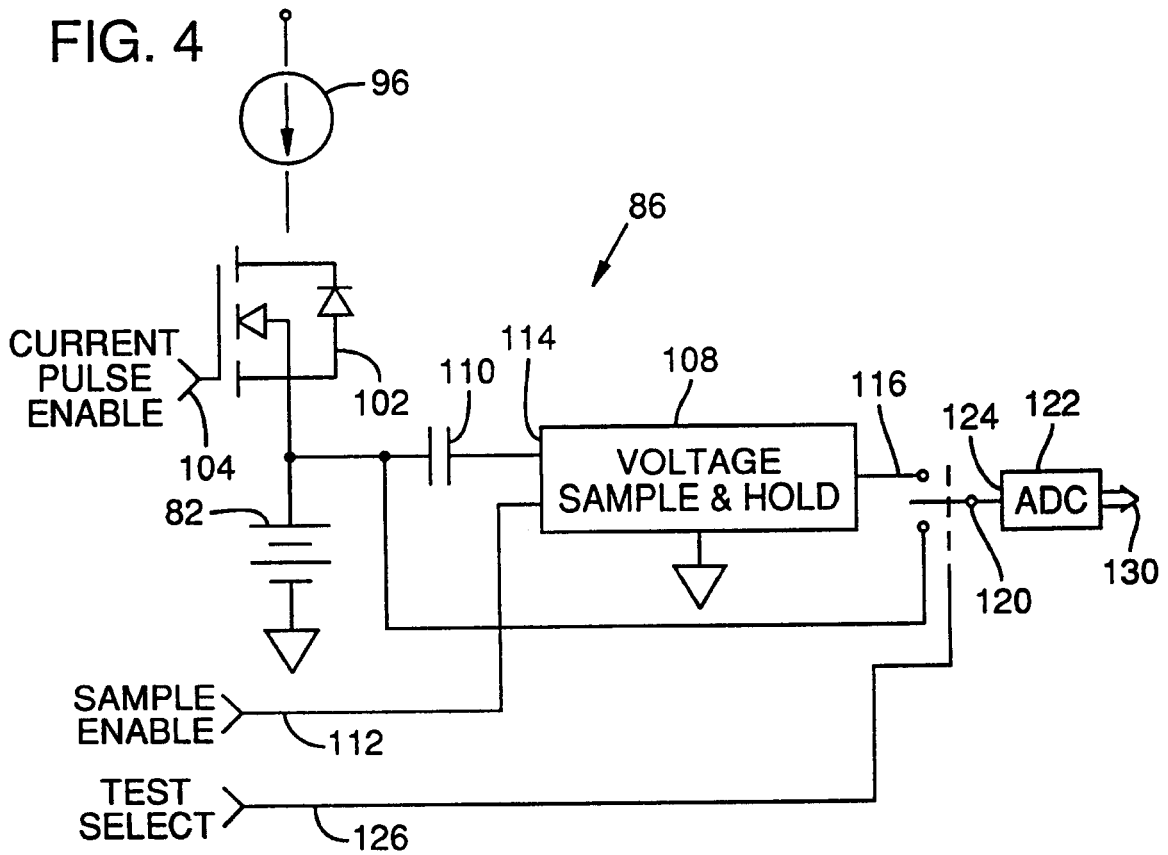 FIG. 4
96
86
CURRENT
PULSE
ENABLE
104
102
110
114
108
VOLTAGE
SAMPLE & HOLD
116
124
122
ADC
120
130
82
SAMPLE
ENABLE
112
TEST
SELECT
126